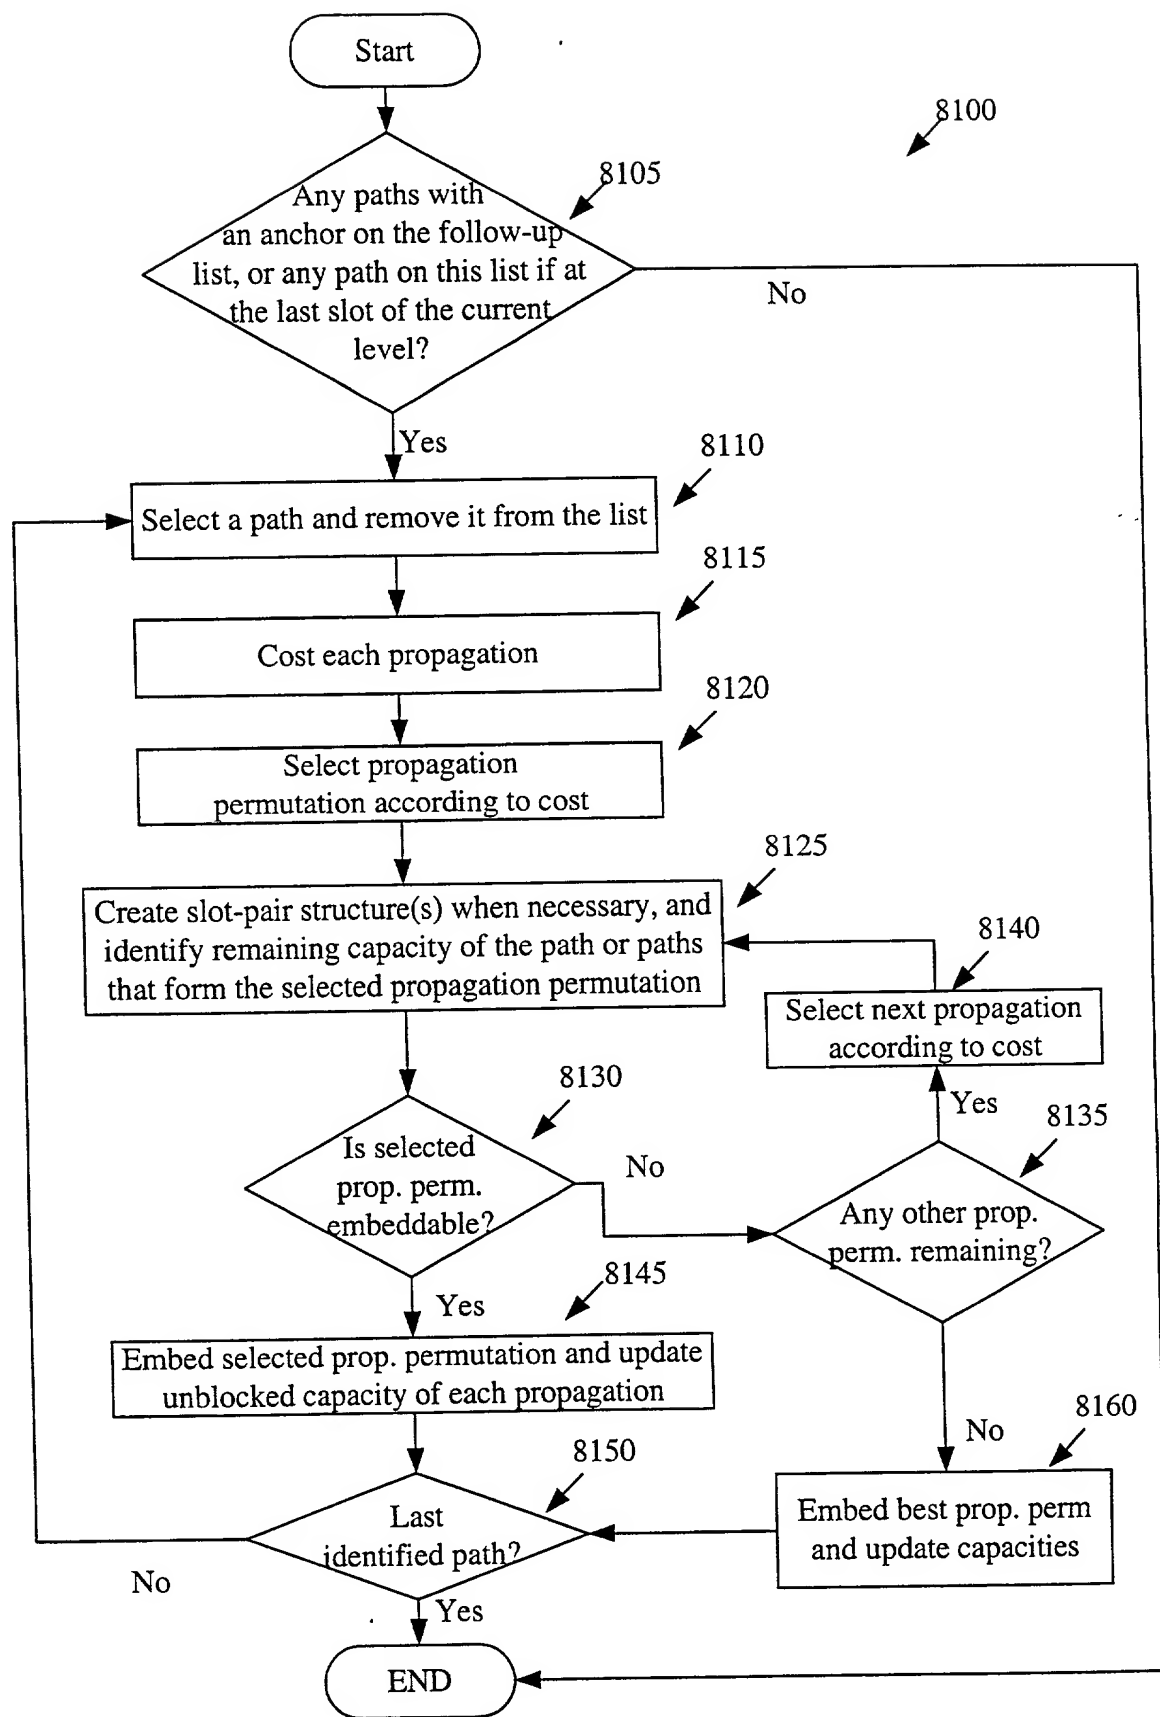 Start
8100
8105
Any paths with
an anchor on the follow-up
list, or any path on this list if at
the last slot of the current
level?
No
Yes
8110
Select a path and remove it from the list
8115
Cost each propagation
8120
Select propagation
permutation according to cost
8125
Create slot-pair structure(s) when necessary, and
identify remaining capacity of the path or paths
that form the selected propagation permutation
8140
Select next propagation
according to cost
8130
Yes
8135
Is selected
prop. perm.
embeddable?
No
Any other prop.
perm. remaining?
8145
Yes
Embed selected prop. permutation and update
unblocked capacity of each propagation
8160
No
8150
Embed best prop. perm
and update capacities
Last
identified path?
No
Yes
END